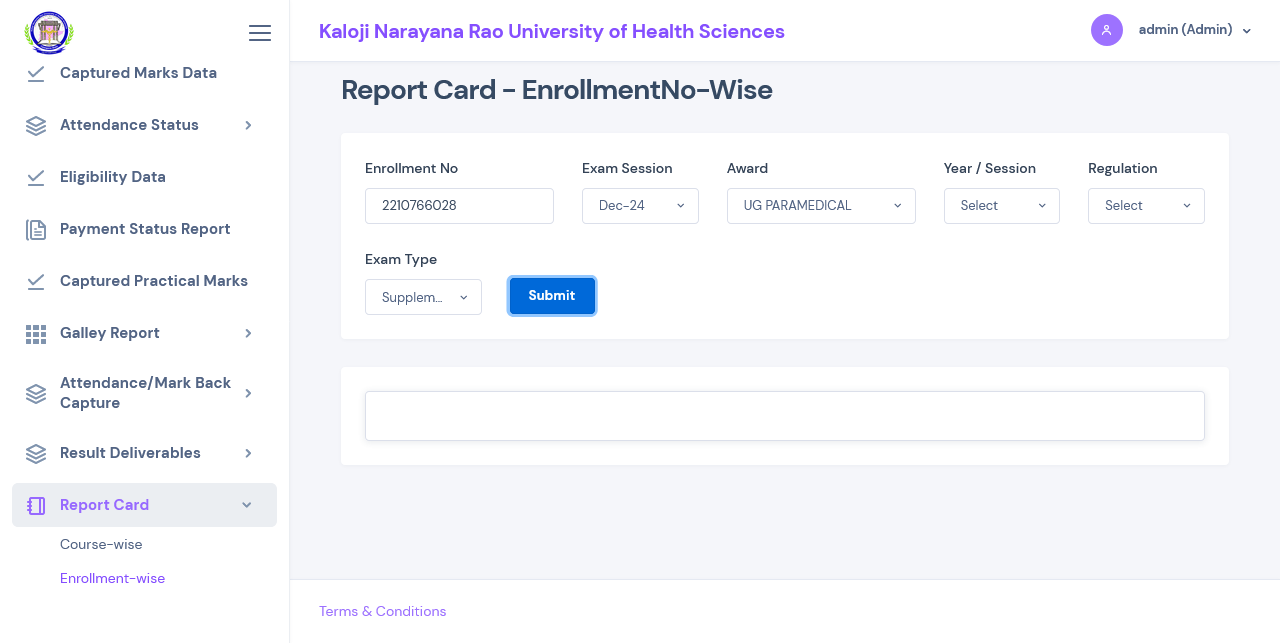 Kaloji Narayana Rao University of Health Sciences
admin (Admin)
Captured Marks Data
Attendance Status
Eligibility Data
Payment Status Report
Captured Practical Marks
Galley Report
Attendance/Mark Back
Capture
Result Deliverables
Report Card
Course-wise
Enrollment-wise
Report Card - EnrollmentNo-Wise
Enrollment No
Exam Session
Award
Year / Session
Regulation
2210766028
Dec-24
UG PARAMEDICAL
Select
Select
Exam Type
Supplem...
Submit
Terms & Conditions